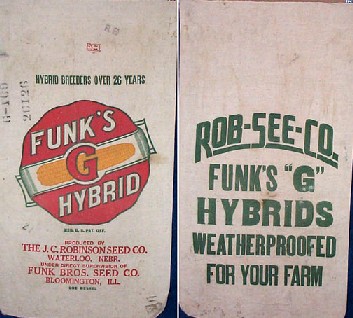 HYBRID BREEDERS OVER 26 YEARS
FUNK'S
G
HYBRID
REG. U.S. PAT. OFF.
PRODUCED BY
THE J.C. ROBINSON SEED CO.
WATERLOO, NEBR.
UNDER DIRECT SUPERVISION OF
FUNK BROS. SEED CO.
BLOOMINGTON, ILL.
ROB-SEE-CO.
FUNK'S "G"
HYBRIDS
WEATHERPROOFED
FOR YOUR FARM